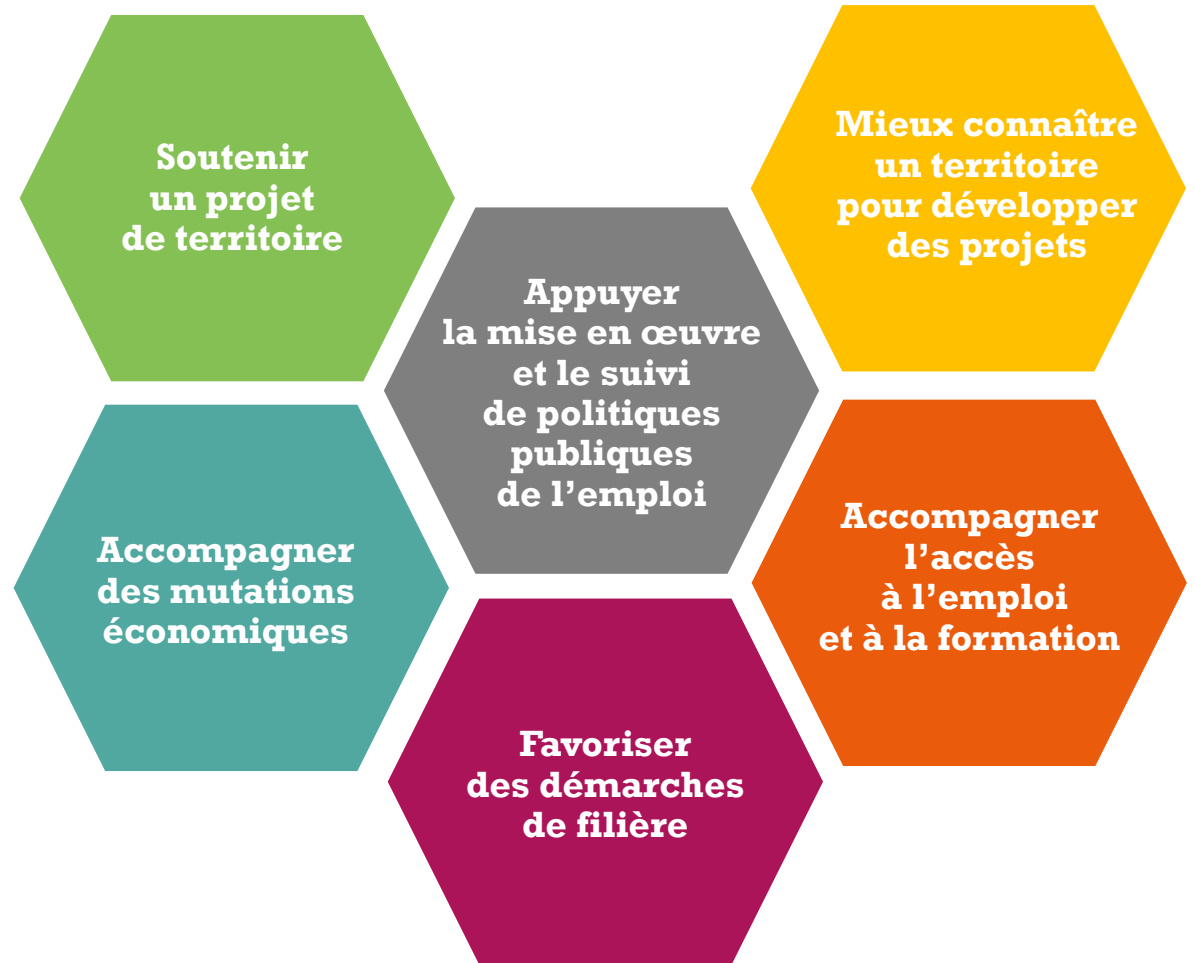 Soutenir
un projet
de territoire
Mieux connaître
un territoire
pour développer
des projets
Appuyer
la mise en œuvre
et le suivi
de politiques
publiques
de l’emploi
Accompagner
des mutations
économiques
Accompagner
l’accès
à l’emploi
et à la formation
Favoriser
des démarches
de filière